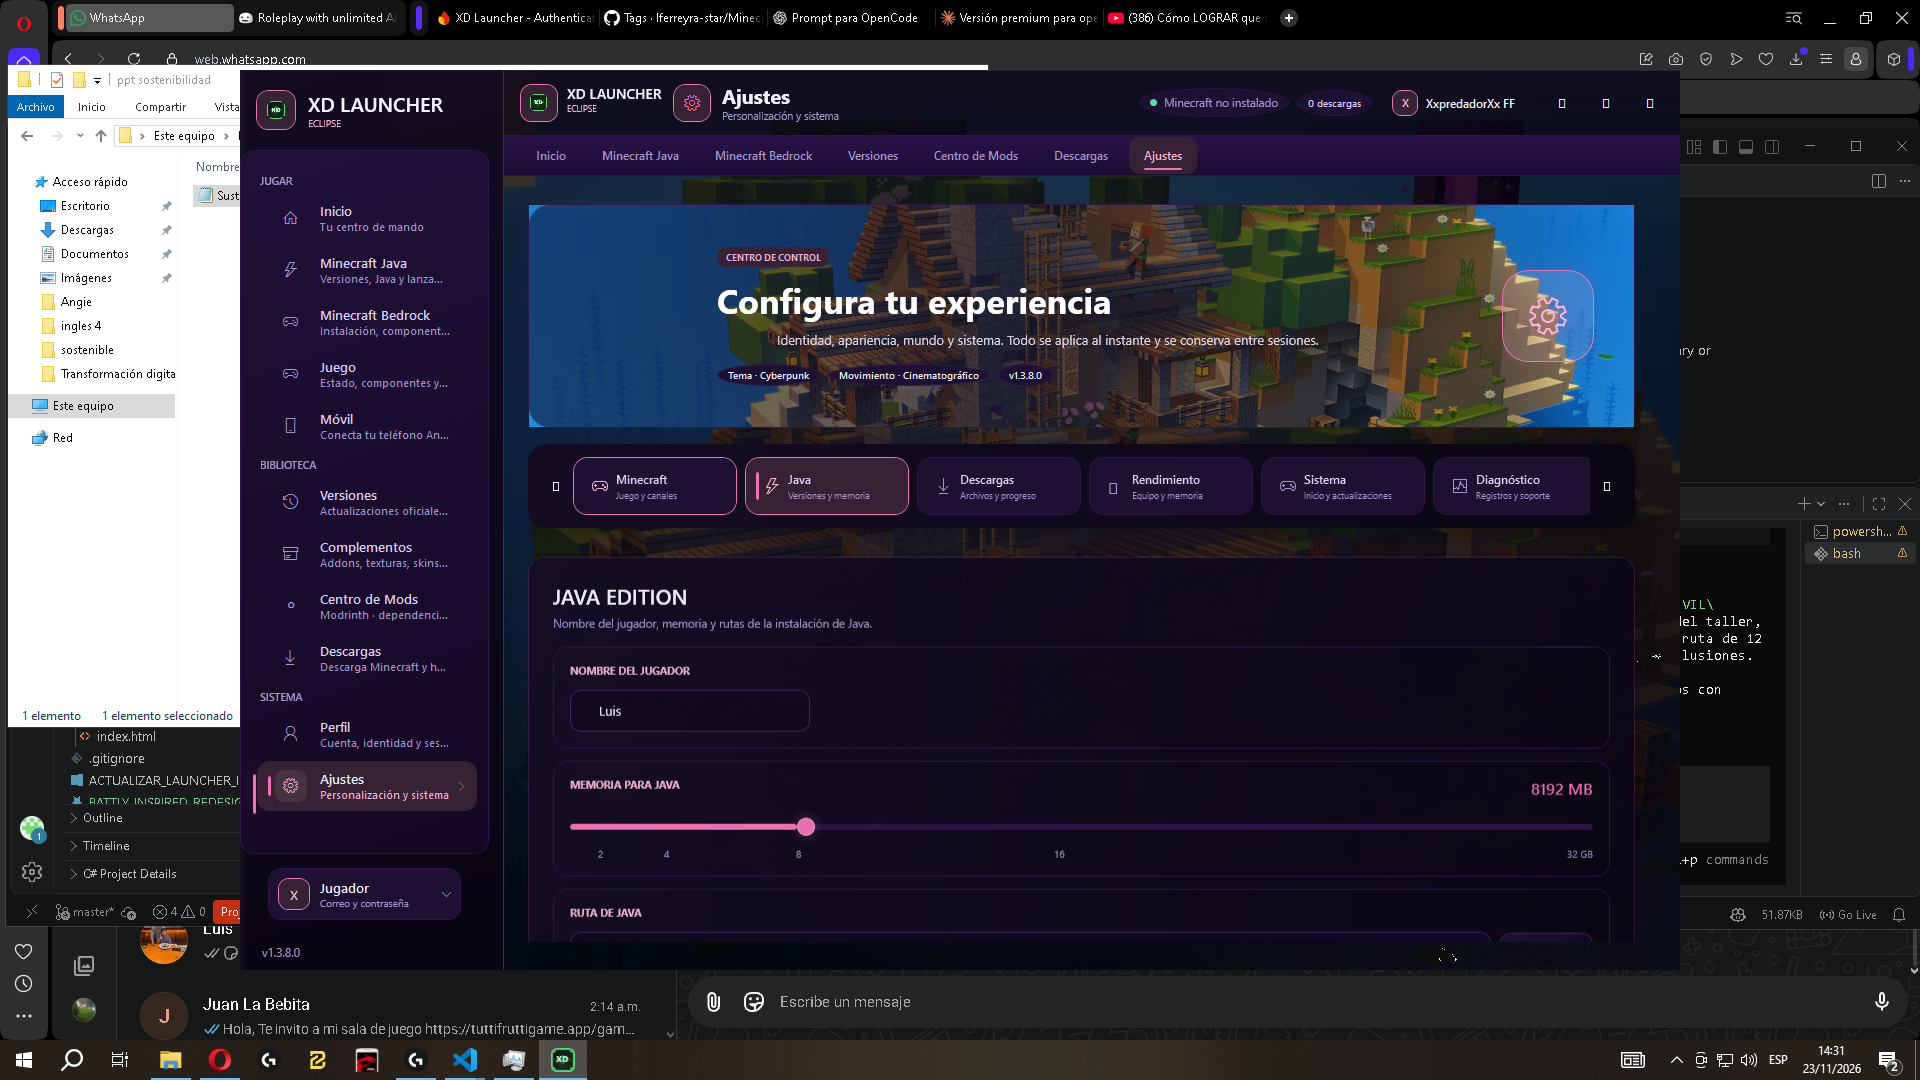 WhatsApp
Roleplay with unlimited AI
XD Launcher - Authenticat
Tags · lferreyra-star/Minec
Prompt para OpenCode
Versión premium para ope
(386) Cómo LOGRAR que
web.whatsapp.com
ppt sostenibilidad
Archivo
Inicio
Compartir
Vista
Este equipo
Nombre
Sust
Acceso rápido
Escritorio
Descargas
Documentos
Imágenes
Angie
ingles 4
sostenible
Transformación digita
Este equipo
Red
1 elemento
1 elemento seleccionado
index.html
.gitignore
ACTUALIZAR_LAUNCHER_
BATTLY_INSPIRED_REDESIG
Outline
Timeline
C# Project Details
master*
4
0
Proj
XD LAUNCHER
ECLIPSE
JUGAR
Inicio
Tu centro de mando
Minecraft Java
Versiones, Java y lanza...
Minecraft Bedrock
Instalación, component...
Juego
Estado, componentes y...
Móvil
Conecta tu teléfono An...
BIBLIOTECA
Versiones
Actualizaciones oficiale...
Complementos
Addons, texturas, skins...
Centro de Mods
Modrinth · dependenci...
Descargas
Descarga Minecraft y h...
SISTEMA
Perfil
Cuenta, identidad y ses...
Ajustes
Personalización y sistema
X
Jugador
Correo y contraseña
v1.3.8.0
XD
XD LAUNCHER
ECLIPSE
Ajustes
Personalización y sistema
Minecraft no instalado
0 descargas
X
XxpredadorXx FF
Inicio
Minecraft Java
Minecraft Bedrock
Versiones
Centro de Mods
Descargas
Ajustes
CENTRO DE CONTROL
Configura tu experiencia
Identidad, apariencia, mundo y sistema. Todo se aplica al instante y se conserva entre sesiones.
Tema · Cyberpunk
Movimiento · Cinematográfico
v1.3.8.0
Minecraft
Juego y canales
Java
Versiones y memoria
Descargas
Archivos y progreso
Rendimiento
Equipo y memoria
Sistema
Inicio y actualizaciones
Diagnóstico
Registros y soporte
JAVA EDITION
Nombre del jugador, memoria y rutas de la instalación de Java.
NOMBRE DEL JUGADOR
Luis
MEMORIA PARA JAVA
8192 MB
2
4
8
16
32 GB
RUTA DE JAVA
ary or
powersh...
bash
VIL\
del taller,
ruta de 12
lusiones.
os con
+p commands
51.87KB
Go Live
Luis
J
Juan La Bebita
2:14 a.m.
Hola, Te invito a mi sala de juego https://tuttifruttigame.app/gam...
Escribe un mensaje
XD
ESP
14:31
23/11/2026
2